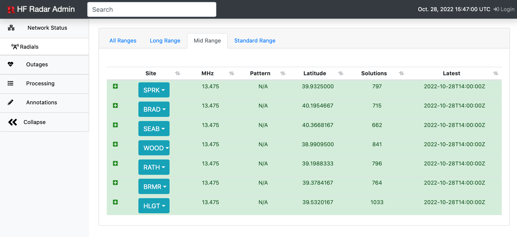 HF Radar Admin
Search
Oct. 28, 2022 15:47:00 UTC Login
Network Status
Radials
Outages
Processing
Annotations
Collapse
All Ranges Long Range Mid Range Standard Range
Site MHz Pattern Latitude Solutions Latest
SPRK 13.475 N/A 39.9325000 797 2022-10-28T14:00:00Z
BRAD 13.475 N/A 40.1954667 715 2022-10-28T14:00:00Z
SEAB 13.475 N/A 40.3668167 662 2022-10-28T14:00:00Z
WOOD 13.475 N/A 38.9909500 841 2022-10-28T14:00:00Z
RATH 13.475 N/A 39.1988333 796 2022-10-28T14:00:00Z
BRMR 13.475 N/A 39.3784167 764 2022-10-28T14:00:00Z
HLGT 13.475 N/A 39.5320167 1033 2022-10-28T14:00:00Z